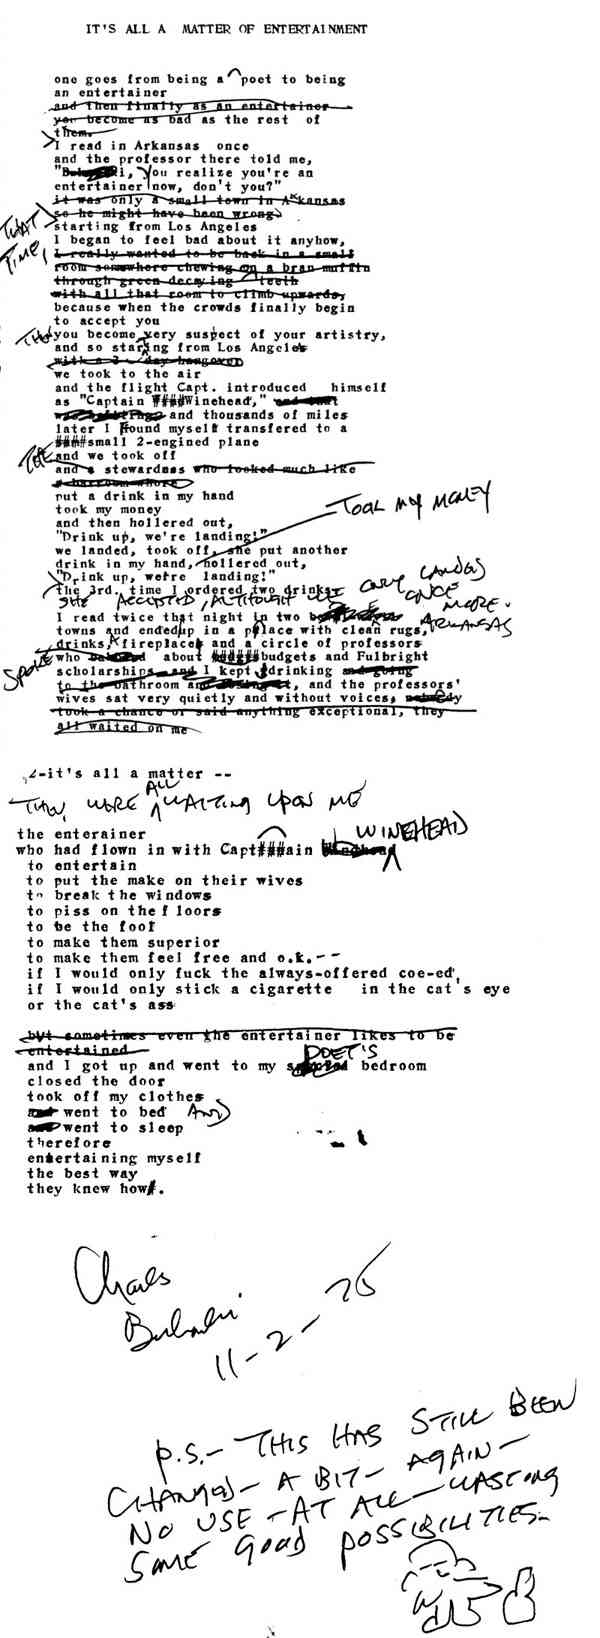 IT'S ALL A MATTER OF ENTERTAINMENT
one goes from being a poet to being
an entertainer
and then finally as an entertainer
you become as bad as the rest of
them.
I read in Arkansas once
and the professor there told me,
"i, you realize you're an
entertainer now, don't you?"
it was only a small town in Arkansas
so he might have been wrong
THAT
TIME,
starting from Los Angeles
I began to feel bad about it anyhow,
I really wanted to be back in a small
room somewhere chewing on a bran muffin
through green decaying teeth
with all that room to climb upwards,
because when the crowds finally begin
to accept you
THEN you become very suspect of your artistry,
and so starting from Los Angeles
with a 3 day hangover
we took to the air
and the flight Capt. introduced himself
as "Captain ####Winehead,"
and thousands of miles
later I found myself transfered to a
####small 2-engined plane
and we took off
THE
and a stewardess who looked much like
a barroom whore
put a drink in my hand
took my money
and then hollered out,
"Drink up, we're landing!"
TOOK MY MONEY
we landed, took off, she put another
drink in my hand, hollered out,
"Drink up, we're landing!"
the 3rd. time I ordered two drinks
SHE ACCUSTED, ALTHOUGH WE ONLY LANDED
ONCE
MORE.
I read twice that night in two
ARKANSAS
towns and ended up in a place with clean rugs,
drinks, fireplaces and a circle of professors
SPOKE
who about ####budgets and Fulbright
scholarships and I kept drinking and going
to the bathroom, and the professors'
wives sat very quietly and without voices, nobody
took a chance or said anything exceptional, they
all waited on me
2-it's all a matter --
THEY WERE ALL WAITING UPON ME
the enterainer
who had flown in with Capt###ain Winehead WINEHEAD
to entertain
to put the make on their wives
to break the windows
to piss on the floors
to be the fool
to make them superior
to make them feel free and o.k.--
if I would only fuck the always-offered coe-ed,
if I would only stick a cigarette in the cat's eye
or the cat's ass
but sometimes even the entertainer likes to be
entertained
POET'S
and I got up and went to my bedroom
closed the door
took off my clothes
and went to bed AND
went to sleep
therefore
entertaining myself
the best way
they knew how.
Charles
Bukowski
11-2-75
P.S.- THIS HAS STILL BEEN
CHANGED- A BIT- AGAIN-
NO USE -AT ALL- WASTING
SOME GOOD POSSIBILITIES-